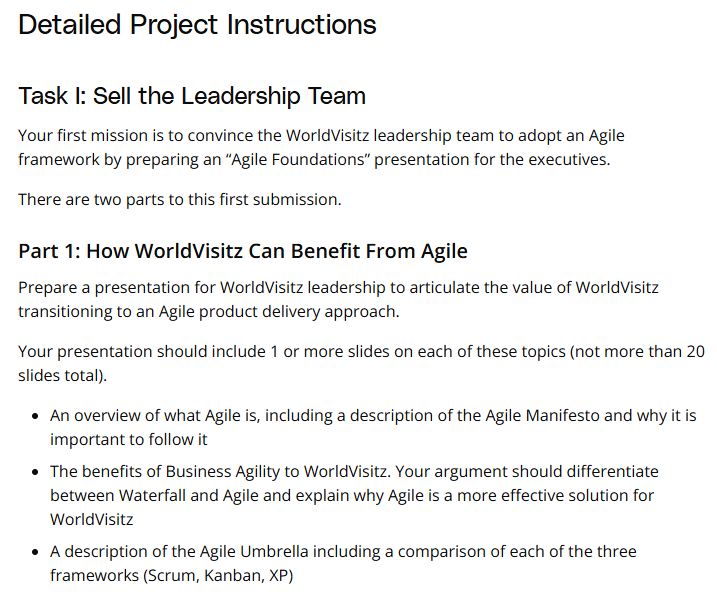 Detailed Project Instructions
Task I: Sell the Leadership Team
Your first mission is to convince the WorldVisitz leadership team to adopt an Agile
framework by preparing an “Agile Foundations” presentation for the executives.
There are two parts to this first submission.
Part 1: How WorldVisitz Can Benefit From Agile
Prepare a presentation for WorldVisitz leadership to articulate the value of WorldVisitz
transitioning to an Agile product delivery approach.
Your presentation should include 1 or more slides on each of these topics (not more than 20
slides total).
• An overview of what Agile is, including a description of the Agile Manifesto and why it is
important to follow it
• The benefits of Business Agility to WorldVisitz. Your argument should differentiate
between Waterfall and Agile and explain why Agile is a more effective solution for
WorldVisitz
• A description of the Agile Umbrella including a comparison of each of the three
frameworks (Scrum, Kanban, XP)